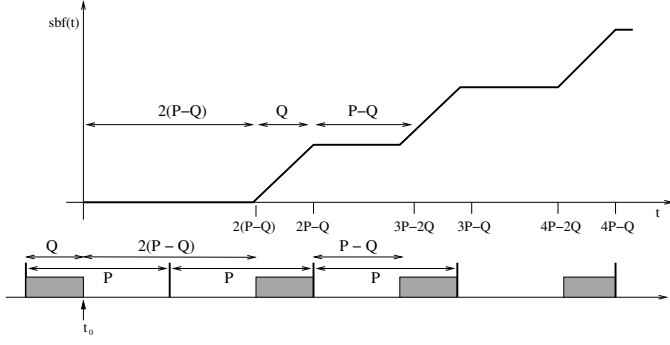 sbf(t)
2(P–Q) Q P–Q
t
2(P–Q) 2P–Q 3P–2Q 3P–Q 4P–2Q 4P–Q
Q 2(P – Q) P – Q
P P P
t0